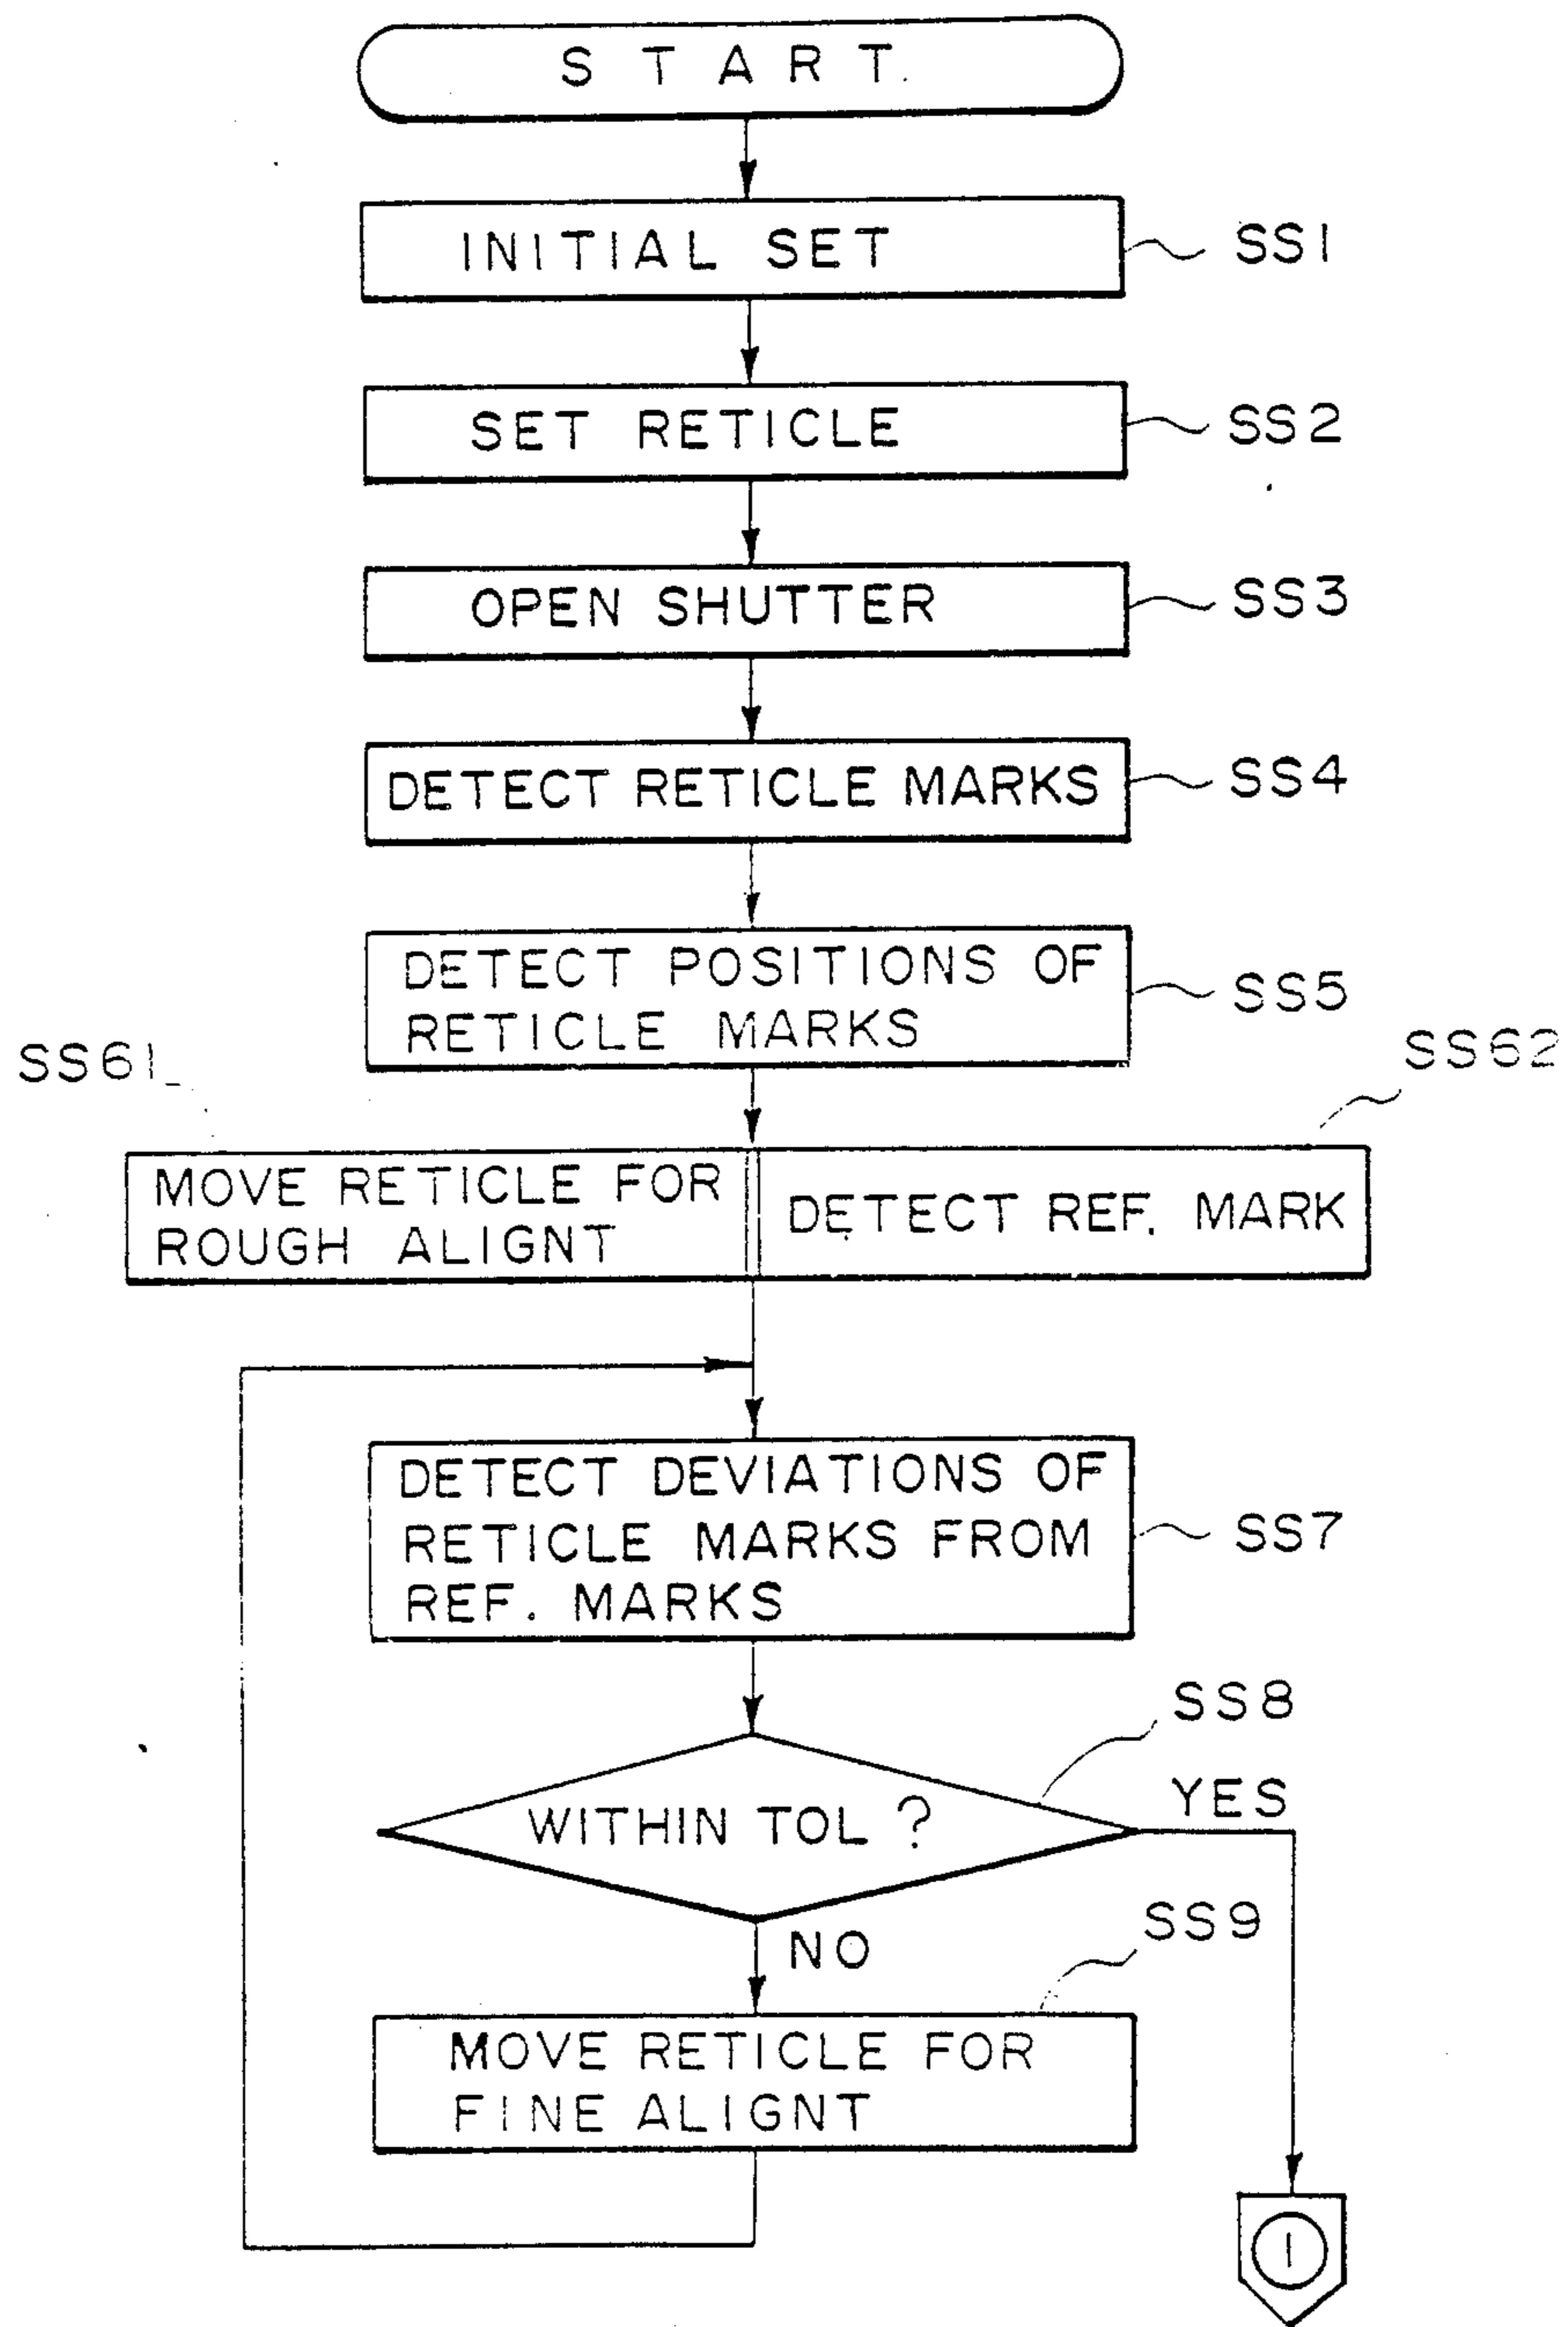 START
INITIAL SET
SS1
SET RETICLE
SS2
OPEN SHUTTER
SS3
DETECT RETICLE MARKS
SS4
DETECT POSITIONS OF
RETICLE MARKS
SS5
SS61
SS62
MOVE RETICLE FOR
ROUGH ALIGNT
DETECT REF. MARK
DETECT DEVIATIONS OF
RETICLE MARKS FROM
REF. MARKS
SS7
SS8
WITHIN TOL ?
YES
NO
SS9
MOVE RETICLE FOR
FINE ALIGNT
1